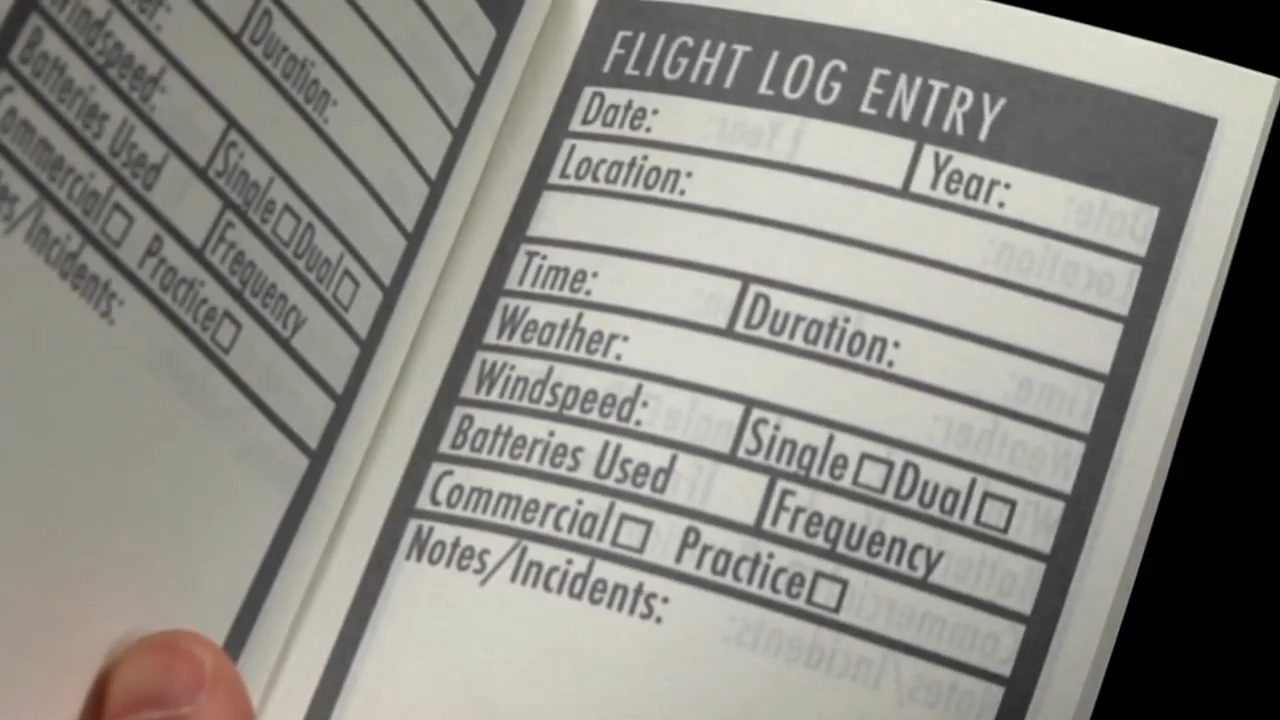 Duration:
Windspeed:
Single Dual
Batteries Used
Frequency
Commercial Practice
/Incidents:
FLIGHT LOG ENTRY
Date: Year:
Location:
Time: Duration:
Weather:
Windspeed: Single Dual
Batteries Used Frequency
Commercial Practice
Notes/Incidents: